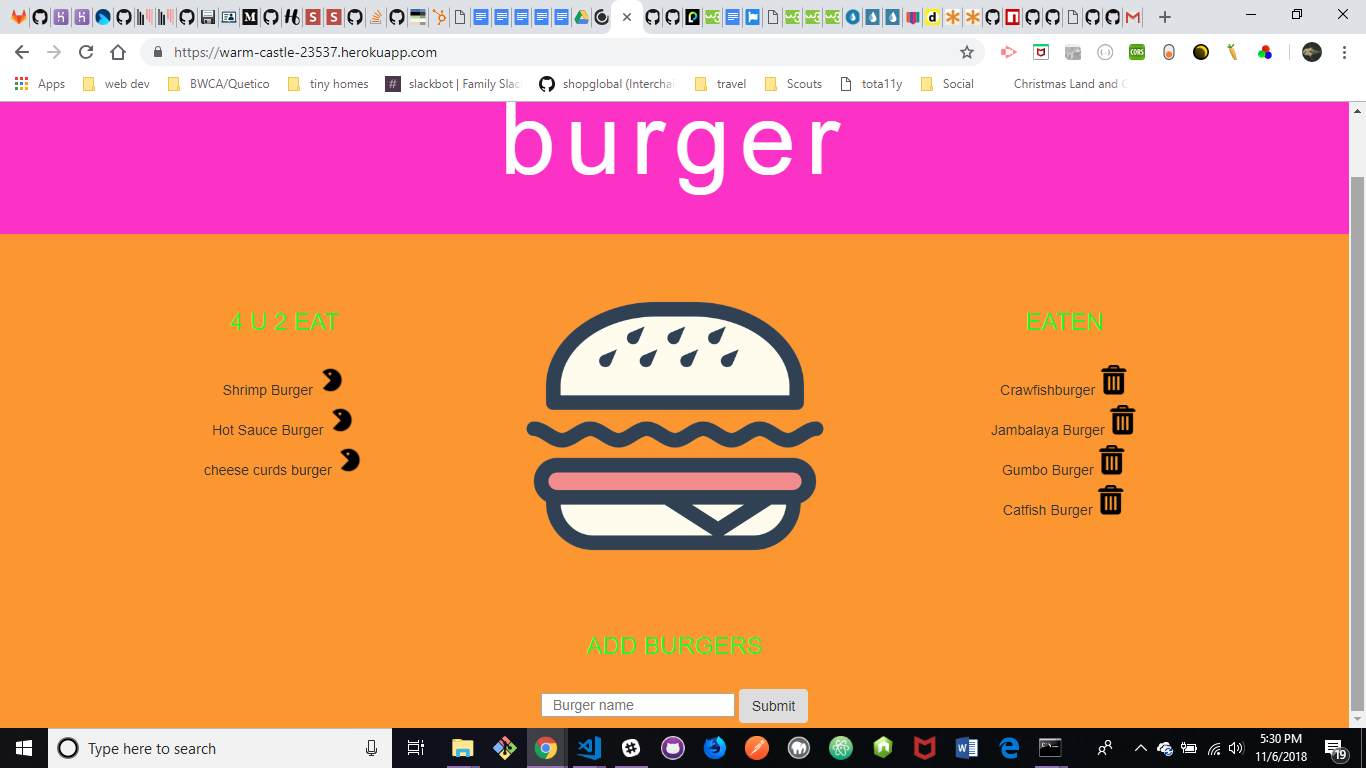 https://warm-castle-23537.herokuapp.com
Apps
web dev
BWCA/Quetico
tiny homes
slackbot | Family Slac
shopglobal (Interchai
travel
Scouts
tota11y
Social
Christmas Land and
burger
4 U 2 EAT
Shrimp Burger
Hot Sauce Burger
cheese curds burger
EATEN
Crawfishburger
Jambalaya Burger
Gumbo Burger
Catfish Burger
ADD BURGERS
Burger name
Submit
Type here to search
5:30 PM
11/6/2018
19